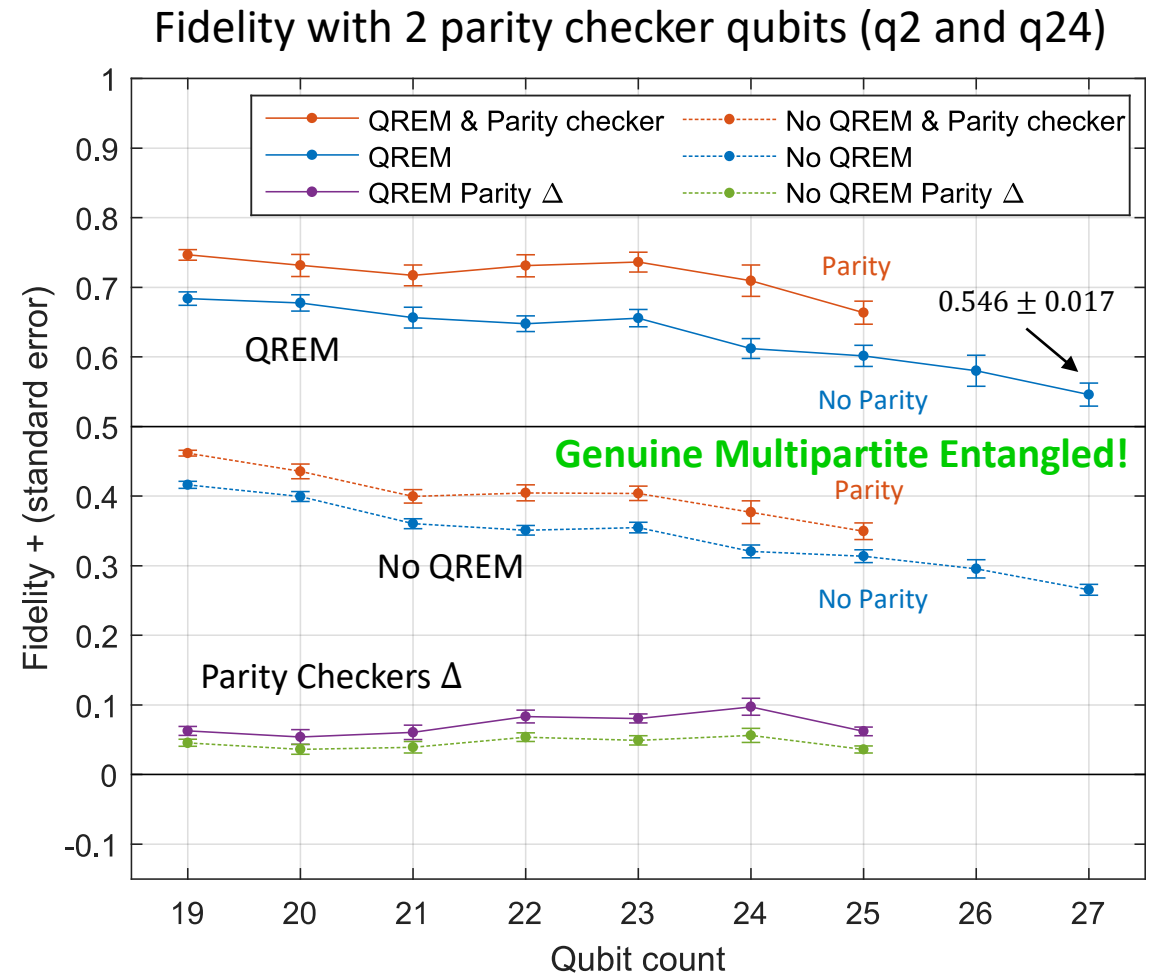 Fidelity with 2 parity checker qubits (q2 and q24)
QREM & Parity checker
No QREM & Parity checker
QREM
No QREM
QREM Parity Δ
No QREM Parity Δ
1
0.9
0.8
0.7
0.6
0.5
0.4
0.3
0.2
0.1
0
-0.1
Fidelity + (standard error)
Parity
0.546 ± 0.017
QREM
No Parity
Genuine Multipartite Entangled!
Parity
No QREM
No Parity
Parity Checkers Δ
19 20 21 22 23 24 25 26 27
Qubit count